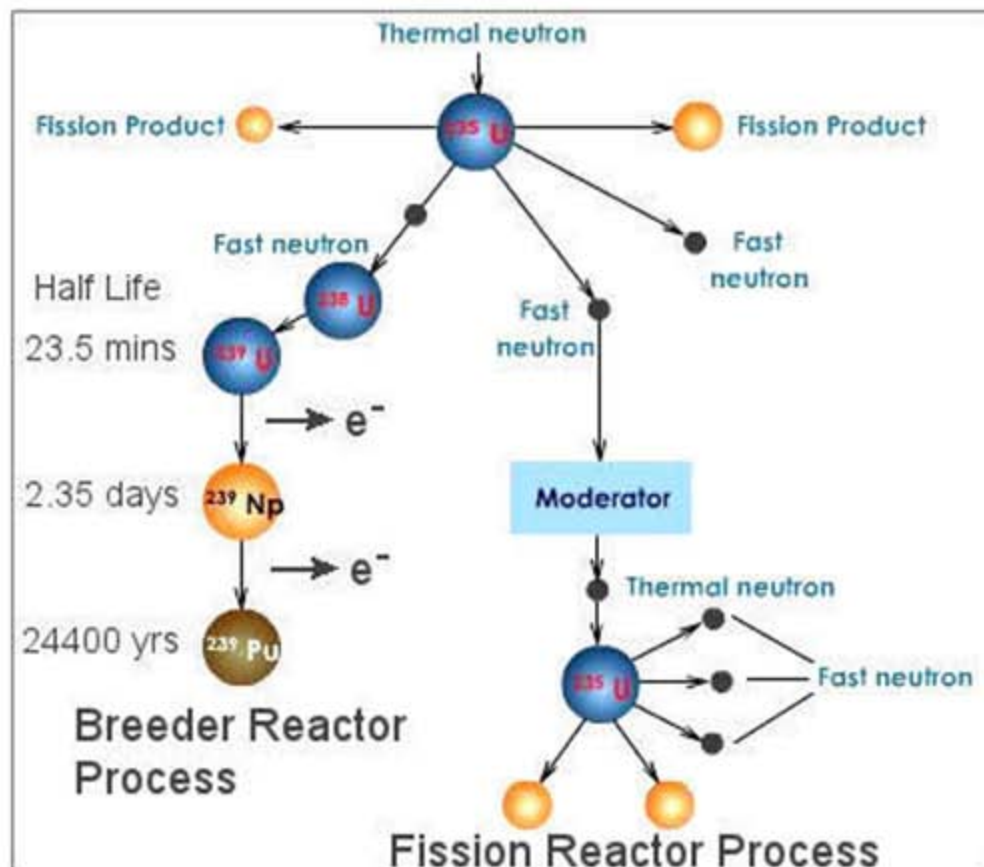 Thermal neutron
Fission Product
235 U
Fission Product
Fast neutron
Fast
neutron
Half Life
238 U
Fast
neutron
23.5 mins
239 U
e-
2.35 days
239 Np
Moderator
e-
Thermal neutron
24400 yrs
239 Pu
235 U
Fast neutron
Breeder Reactor
Process
Fission Reactor Process